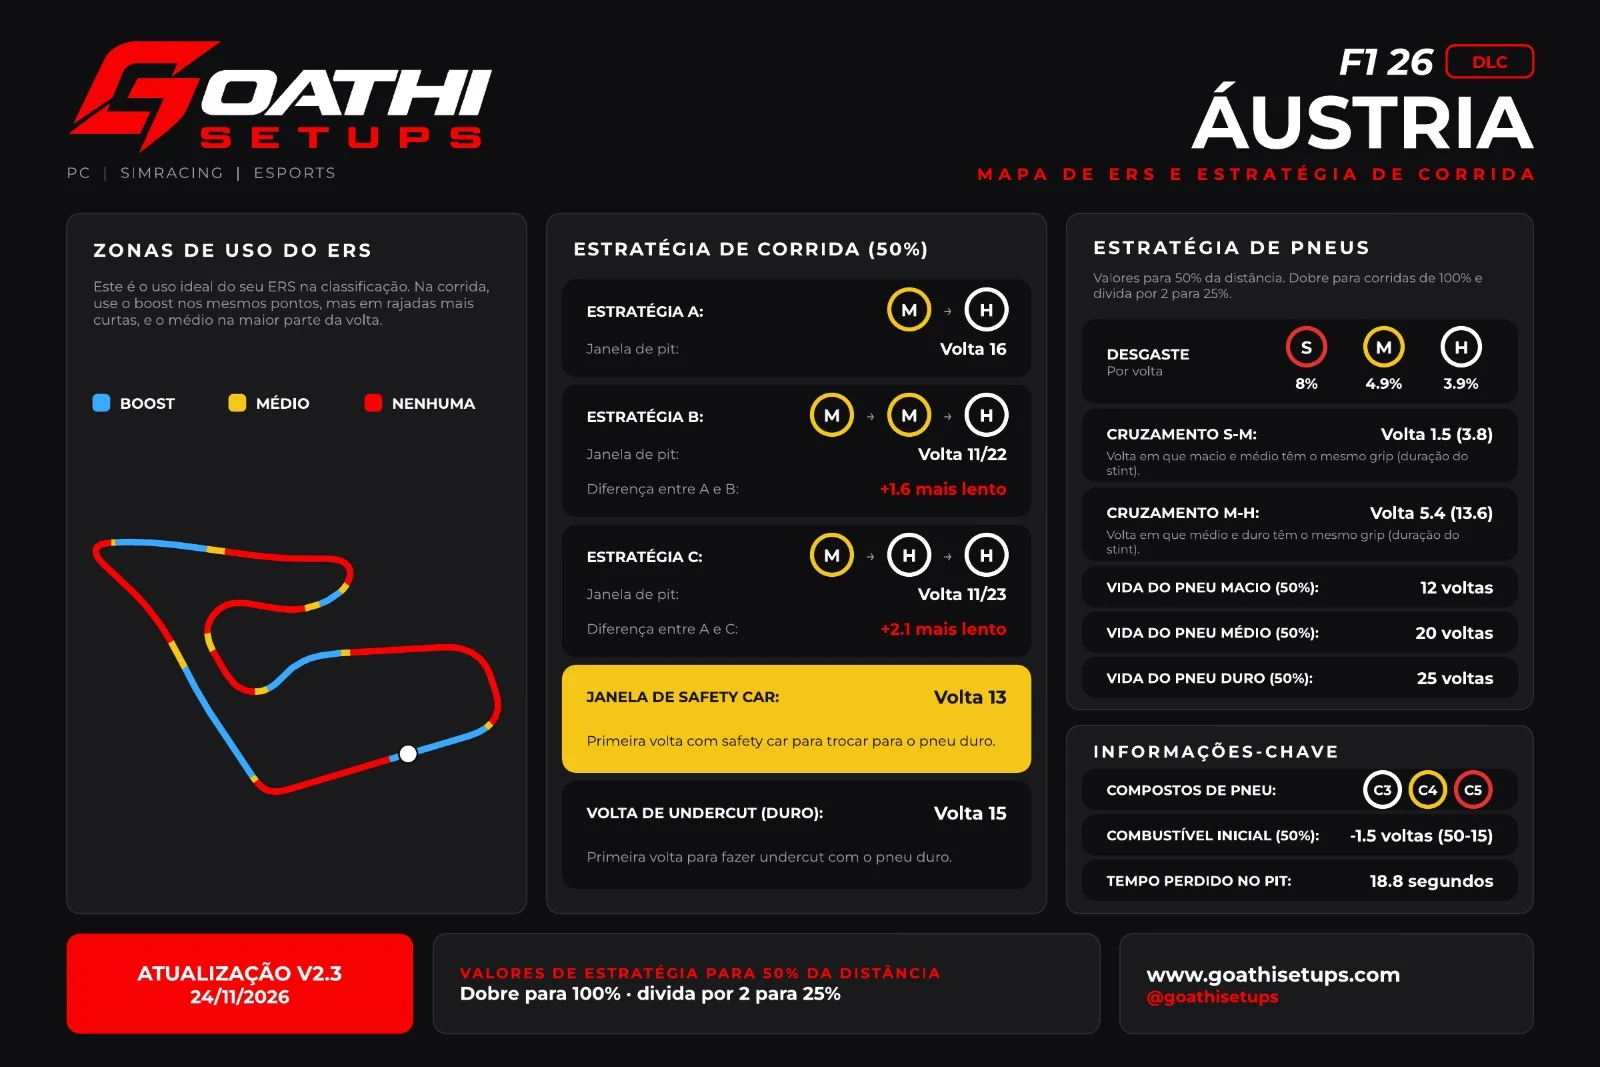 GOATHI
SETUPS
PC | SIMRACING | ESPORTS
F1 26 DLC
ÁUSTRIA
MAPA DE ERS E ESTRATÉGIA DE CORRIDA
ZONAS DE USO DO ERS
Este é o uso ideal do seu ERS na classificação. Na corrida,
use o boost nos mesmos pontos, mas em rajadas mais
curtas, e o médio na maior parte da volta.
BOOST MÉDIO NENHUMA
ESTRATÉGIA DE CORRIDA (50%)
ESTRATÉGIA A: M → H
Janela de pit: Volta 16
ESTRATÉGIA B: M → M → H
Janela de pit: Volta 11/22
Diferença entre A e B: +1.6 mais lento
ESTRATÉGIA C: M → H → H
Janela de pit: Volta 11/23
Diferença entre A e C: +2.1 mais lento
JANELA DE SAFETY CAR: Volta 13
Primeira volta com safety car para trocar para o pneu duro.
VOLTA DE UNDERCUT (DURO): Volta 15
Primeira volta para fazer undercut com o pneu duro.
ESTRATÉGIA DE PNEUS
Valores para 50% da distância. Dobre para corridas de 100% e
divida por 2 para 25%.
DESGASTE S M H
Por volta 8% 4.9% 3.9%
CRUZAMENTO S-M: Volta 1.5 (3.8)
Volta em que macio e médio têm o mesmo grip (duração do
stint).
CRUZAMENTO M-H: Volta 5.4 (13.6)
Volta em que médio e duro têm o mesmo grip (duração do
stint).
VIDA DO PNEU MACIO (50%): 12 voltas
VIDA DO PNEU MÉDIO (50%): 20 voltas
VIDA DO PNEU DURO (50%): 25 voltas
INFORMAÇÕES-CHAVE
COMPOSTOS DE PNEU: C3 C4 C5
COMBUSTÍVEL INICIAL (50%): -1.5 voltas (50-15)
TEMPO PERDIDO NO PIT: 18.8 segundos
ATUALIZAÇÃO V2.3
24/11/2026
VALORES DE ESTRATÉGIA PARA 50% DA DISTÂNCIA
Dobre para 100% · divida por 2 para 25%
www.goathisetups.com
@goathisetups